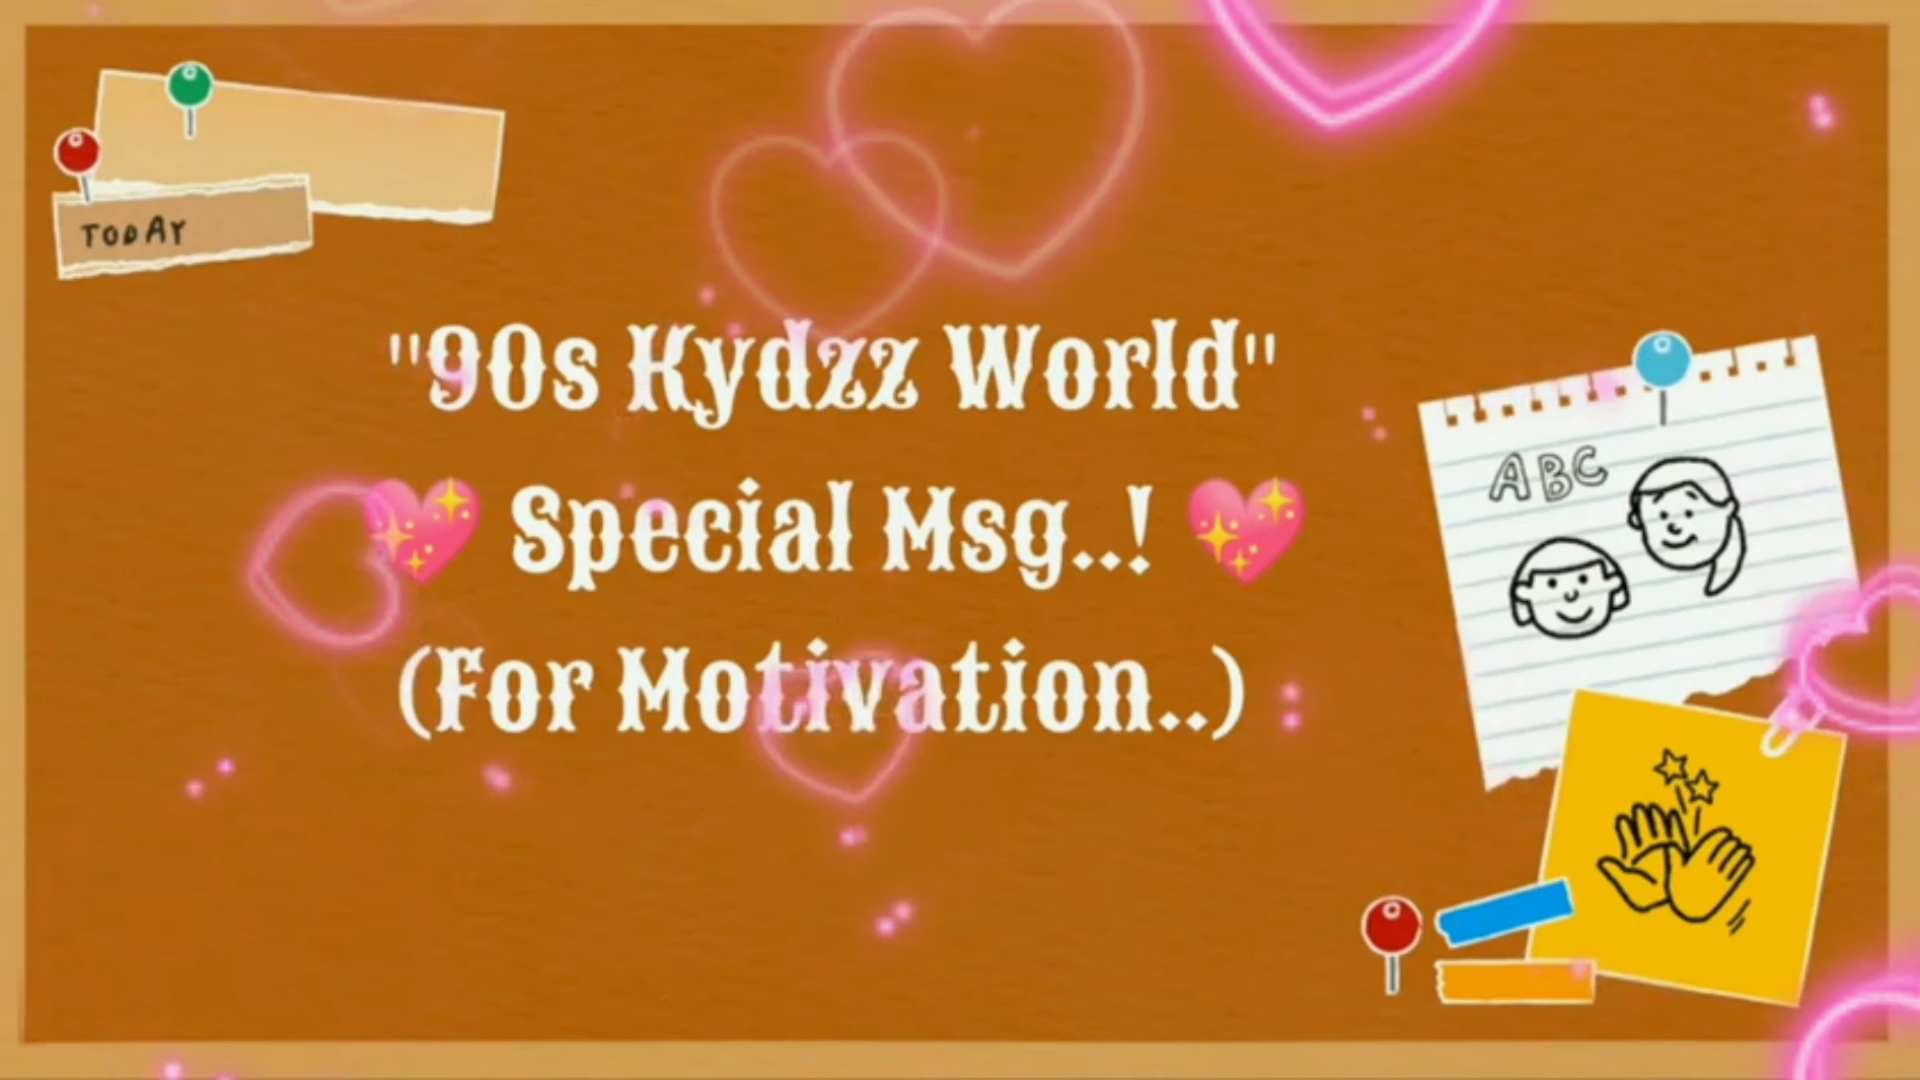 TODAY
"90s Kydzz World"
💖 Special Msg..! 💖
(For Motivation..)
ABC